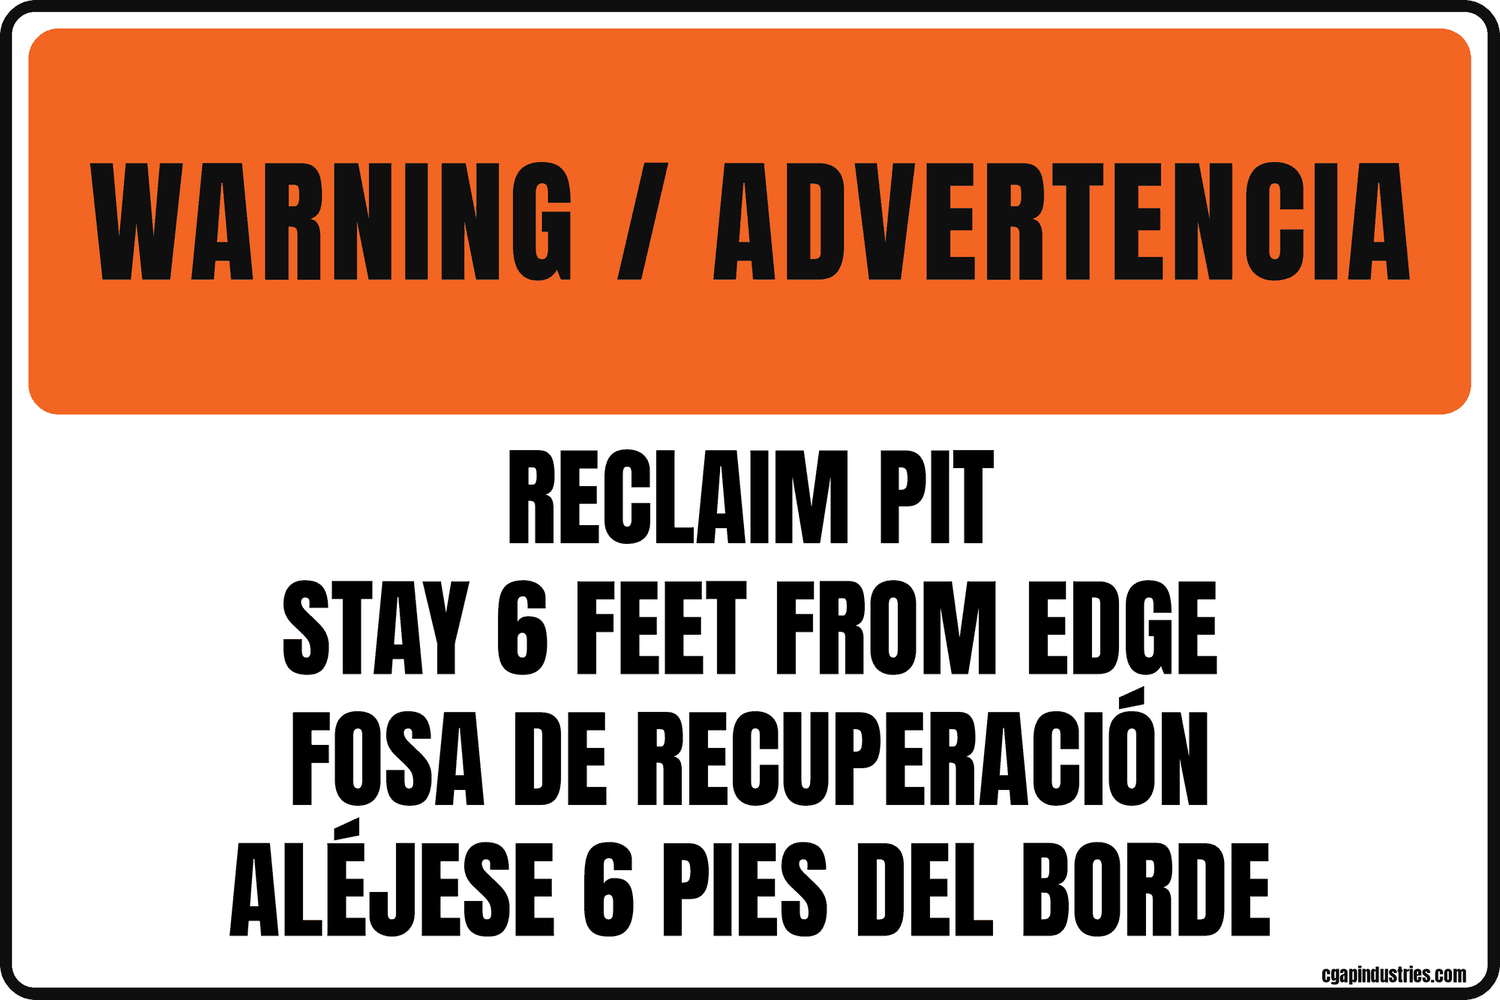 WARNING / ADVERTENCIA
RECLAIM PIT
STAY 6 FEET FROM EDGE
FOSA DE RECUPERACIÓN
ALÉJESE 6 PIES DEL BORDE
cgapindustries.com